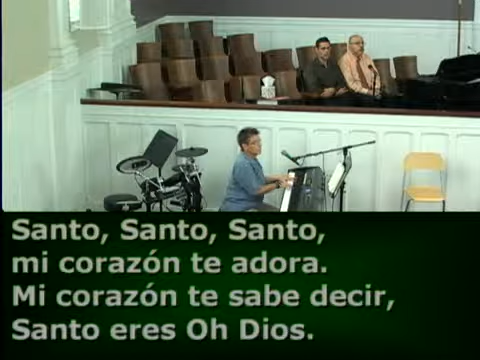 Santo, Santo, Santo,
mi corazón te adora.
Mi corazón te sabe decir,
Santo eres Oh Dios.